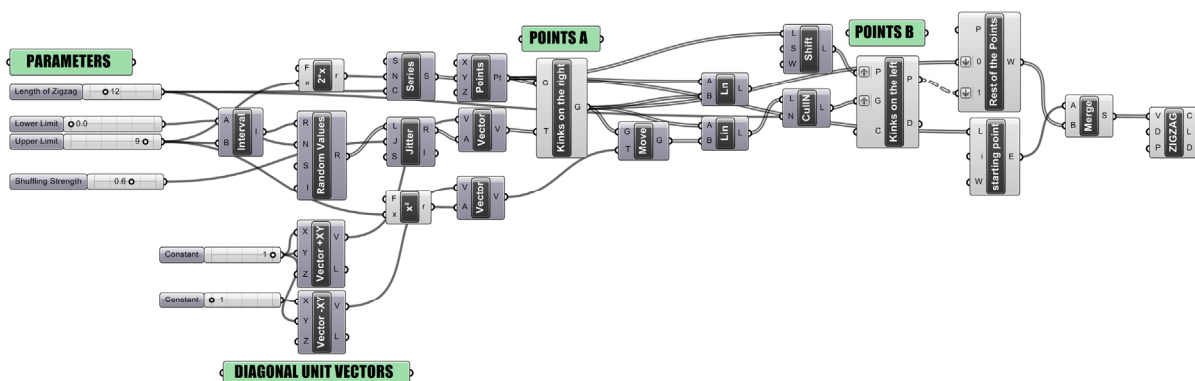 PARAMETERS
Length of Zigzag 12
Lower Limit 0.0
Upper Limit 9
Shuffling Strength 0.6
Constant 1
Constant 1
DIAGONAL UNIT VECTORS
A B Interval I
F x 2*x r
R N S I Random Values R
X Y Z Vector +XY V L
X Y Z Vector -XY V L
S N C Series S
L J S Jitter R I
F x x² r
X Y Z Points Pt
V A Vector V
V A Vector V
POINTS A
G T Kinks on the right G
G T Move G
A B Ln L
A B Lin L
L S W Shift L
L N CullN L
POINTS B
P G C Kinks on the left P D
P 0 1 Rest of the Points W
L i W starting point E
A B Merge S
V D P ZIGZAG C L D